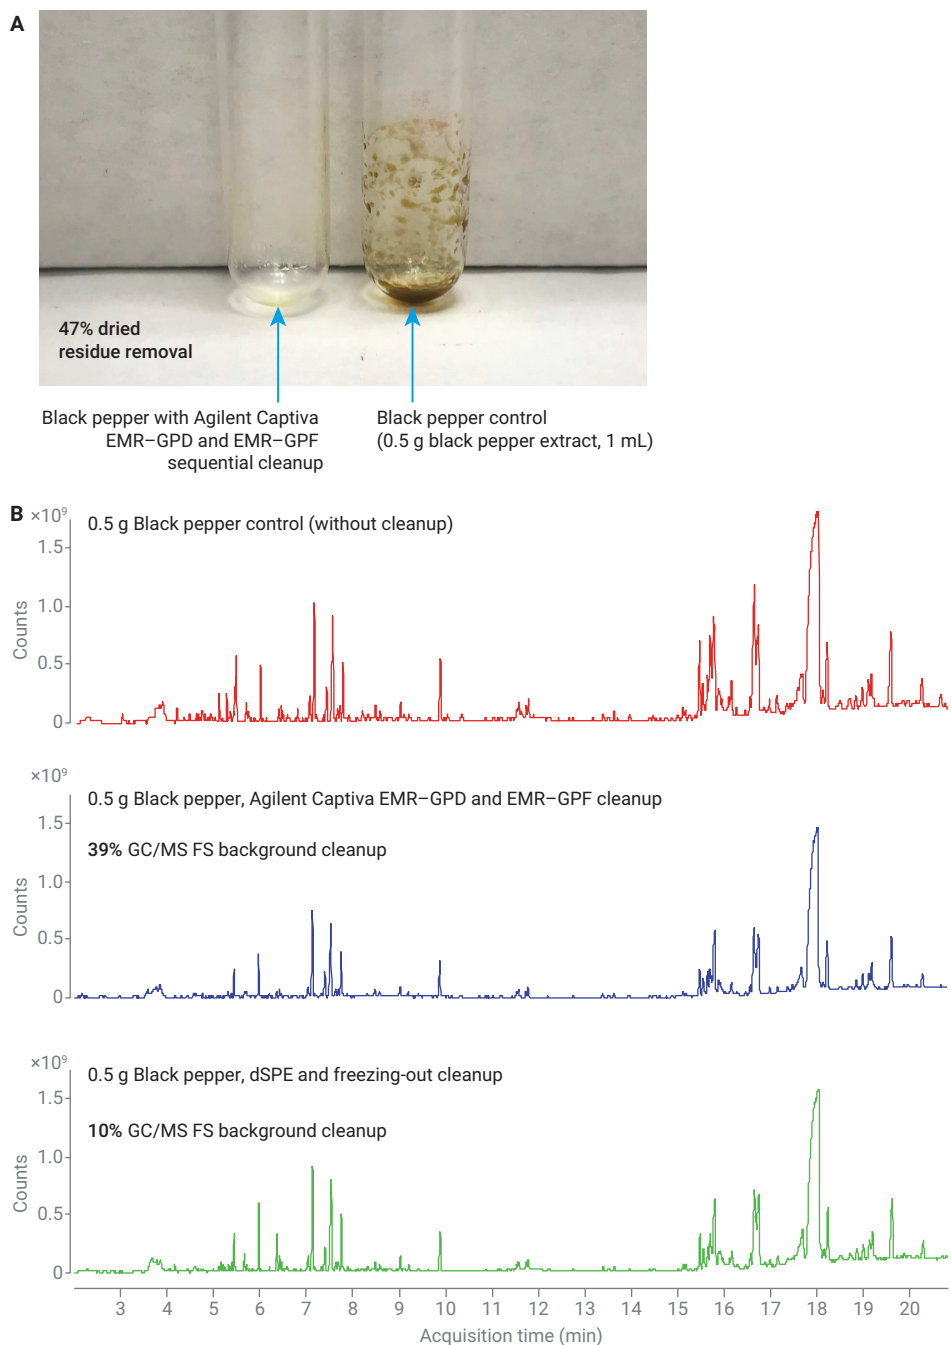 A
47% dried
residue removal
Black pepper with Agilent Captiva
EMR–GPD and EMR–GPF
sequential cleanup
Black pepper control
(0.5 g black pepper extract, 1 mL)
B
×10⁹
0.5 g Black pepper control (without cleanup)
1.5
1.0
0.5
0
Counts
×10⁹
0.5 g Black pepper, Agilent Captiva EMR–GPD and EMR–GPF cleanup
39% GC/MS FS background cleanup
1.5
1.0
0.5
0
Counts
×10⁹
0.5 g Black pepper, dSPE and freezing-out cleanup
10% GC/MS FS background cleanup
1.5
1.0
0.5
0
Counts
3 4 5 6 7 8 9 10 11 12 13 14 15 16 17 18 19 20
Acquisition time (min)